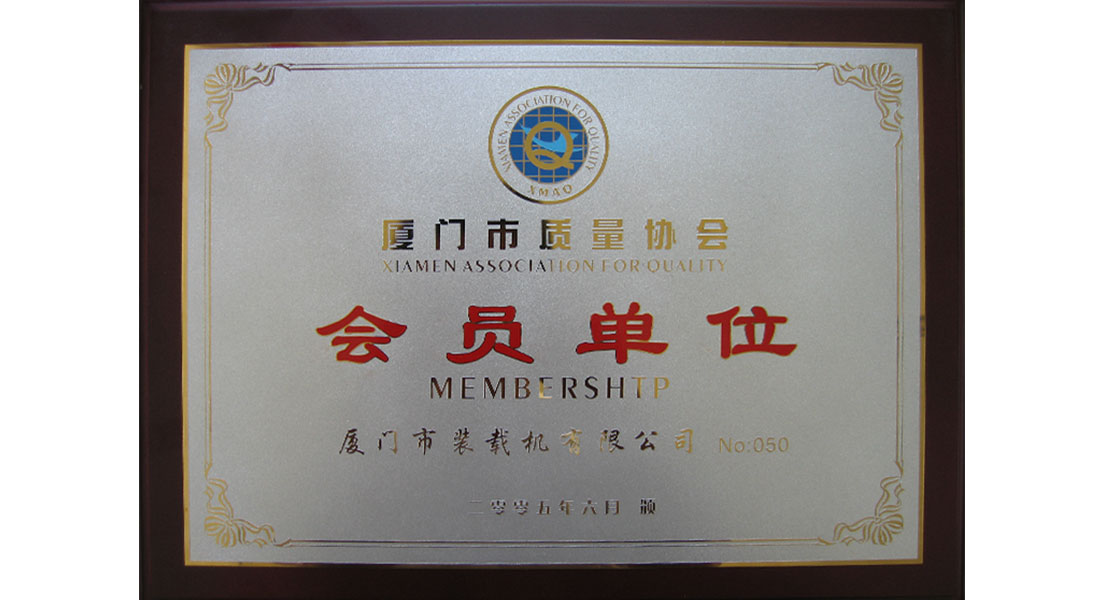 XIAMEN ASSOCIATION FOR QUALITY
Q
XMAQ
厦门市质量协会
XIAMEN ASSOCIATION FOR QUALITY
会员单位
MEMBERSHTP
厦门市装载机有限公司 No:050
二零零五年六月 颁